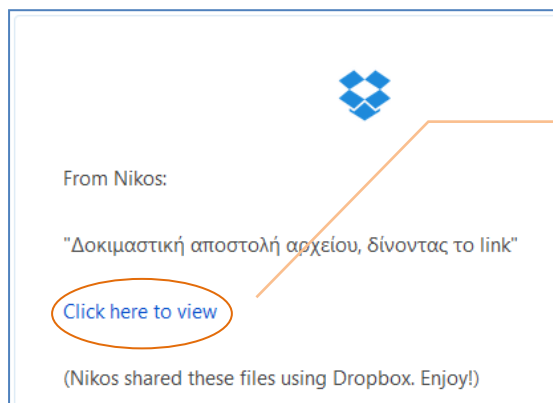 From Nikos:
"Δοκιμαστική αποστολή αρχείου, δίνοντας το link"
Click here to view
(Nikos shared these files using Dropbox. Enjoy!)